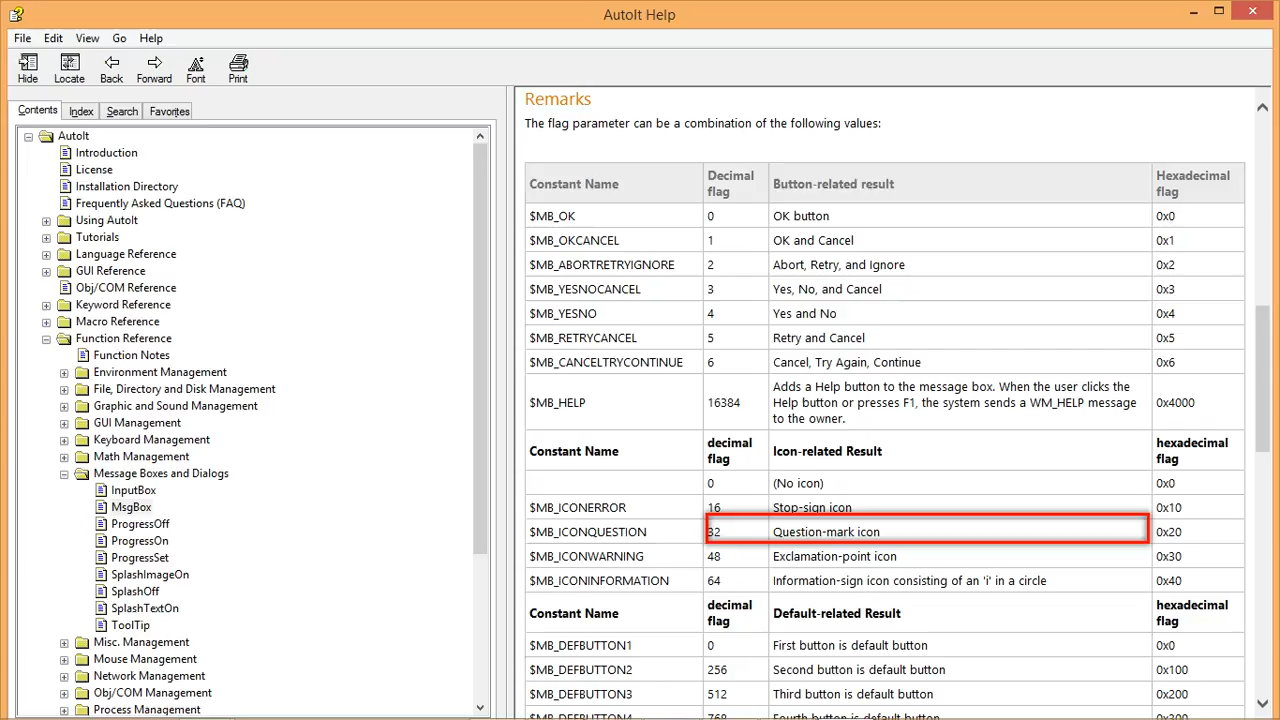 AutoIt Help
File Edit View Go Help
Hide Locate Back Forward Font Print
Contents Index Search Favorites
AutoIt
Introduction
License
Installation Directory
Frequently Asked Questions (FAQ)
Using AutoIt
Tutorials
Language Reference
GUI Reference
Obj/COM Reference
Keyword Reference
Macro Reference
Function Reference
Function Notes
Environment Management
File, Directory and Disk Management
Graphic and Sound Management
GUI Management
Keyboard Management
Math Management
Message Boxes and Dialogs
InputBox
MsgBox
ProgressOff
ProgressOn
ProgressSet
SplashImageOn
SplashOff
SplashTextOn
ToolTip
Misc. Management
Mouse Management
Network Management
Obj/COM Management
Process Management
Remarks
The flag parameter can be a combination of the following values:
Constant Name Decimal flag Button-related result Hexadecimal flag
$MB_OK 0 OK button 0x0
$MB_OKCANCEL 1 OK and Cancel 0x1
$MB_ABORTRETRYIGNORE 2 Abort, Retry, and Ignore 0x2
$MB_YESNOCANCEL 3 Yes, No, and Cancel 0x3
$MB_YESNO 4 Yes and No 0x4
$MB_RETRYCANCEL 5 Retry and Cancel 0x5
$MB_CANCELTRYCONTINUE 6 Cancel, Try Again, Continue 0x6
$MB_HELP 16384 Adds a Help button to the message box. When the user clicks the
Help button or presses F1, the system sends a WM_HELP message
to the owner. 0x4000
Constant Name decimal flag Icon-related Result hexadecimal flag
0 (No icon) 0x0
$MB_ICONERROR 16 Stop-sign icon 0x10
$MB_ICONQUESTION 32 Question-mark icon 0x20
$MB_ICONWARNING 48 Exclamation-point icon 0x30
$MB_ICONINFORMATION 64 Information-sign icon consisting of an 'i' in a circle 0x40
Constant Name decimal flag Default-related Result hexadecimal flag
$MB_DEFBUTTON1 0 First button is default button 0x0
$MB_DEFBUTTON2 256 Second button is default button 0x100
$MB_DEFBUTTON3 512 Third button is default button 0x200
$MB_DEFBUTTON4 768 Fourth button is default button 0x300